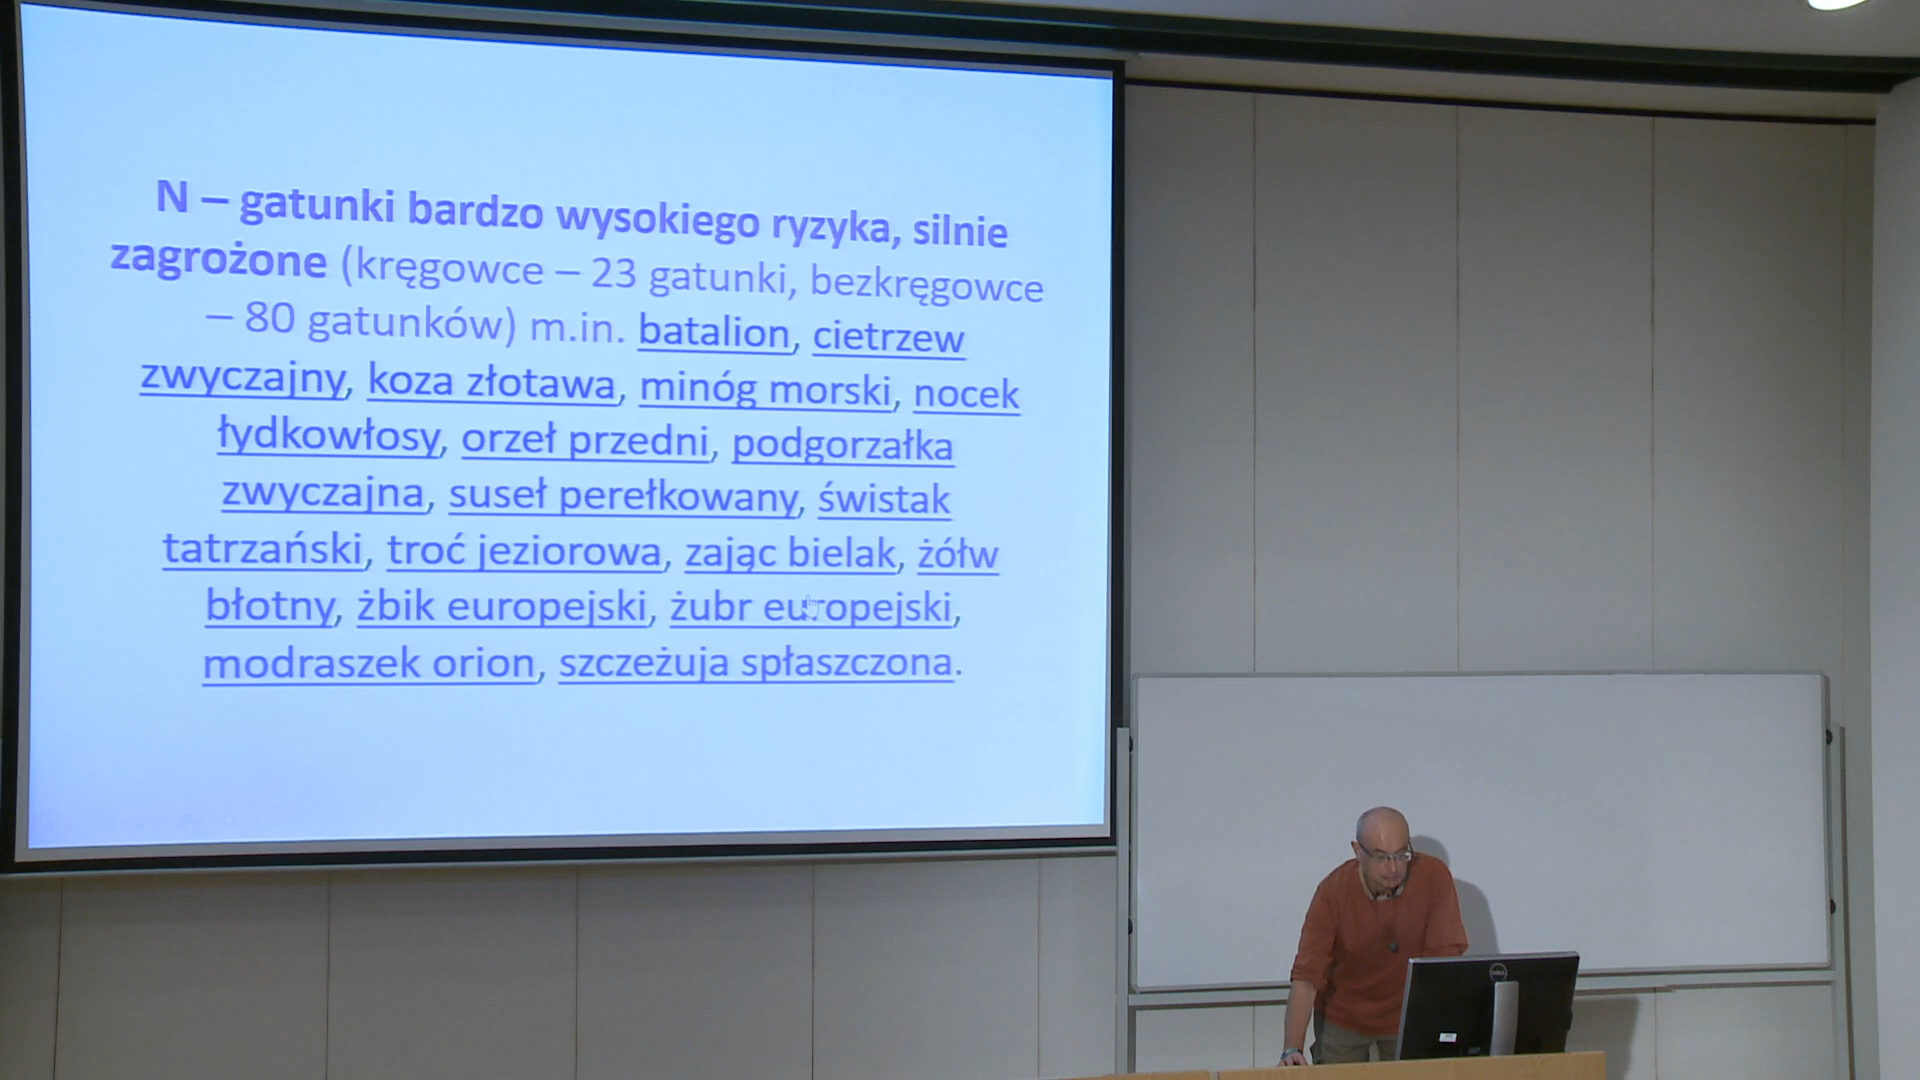 N – gatunki bardzo wysokiego ryzyka, silnie
zagrożone (kręgowce – 23 gatunki, bezkręgowce
– 80 gatunków) m.in. batalion, cietrzew
zwyczajny, koza złotawa, minóg morski, nocek
łydkowłosy, orzeł przedni, podgorzałka
zwyczajna, suseł perełkowany, świstak
tatrzański, troć jeziorowa, zając bielak, żółw
błotny, żbik europejski, żubr europejski,
modraszek orion, szczeżuja spłaszczona.
DELL